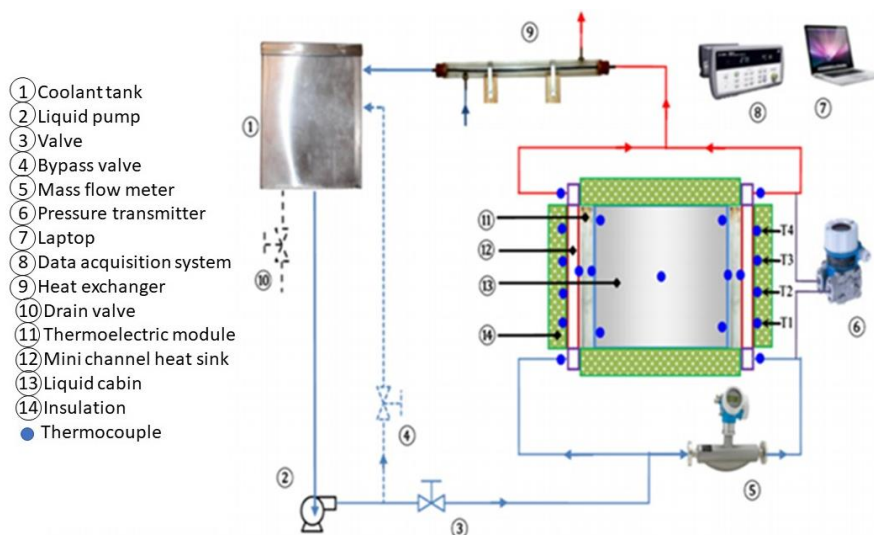 ① Coolant tank
② Liquid pump
③ Valve
④ Bypass valve
⑤ Mass flow meter
⑥ Pressure transmitter
⑦ Laptop
⑧ Data acquisition system
⑨ Heat exchanger
⑩ Drain valve
⑪ Thermoelectric module
⑫ Mini channel heat sink
⑬ Liquid cabin
⑭ Insulation
Thermocouple
⑨
①
⑧
⑦
⑪
⑫
⑬
⑭
T4
T3
T2
T1
⑥
⑩
④
②
③
⑤